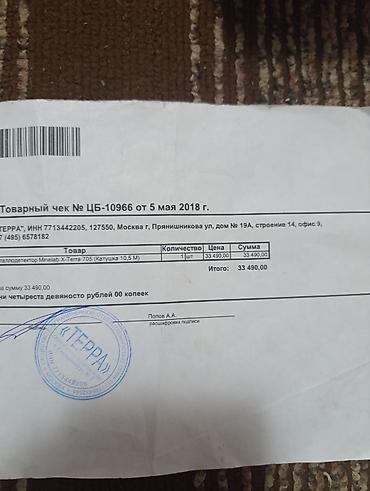 Товарный чек № ЦБ-10966 от 5 мая 2018 г.
"ТЕРРА", ИНН 7713442205, 127550, Москва г, Прянишникова ул, дом № 19А, строение 14, офис 9,
7 (495) 6578182
Товар Количество Цена Сумма
таллодетектор Minelab X-Terra 705 (Катушка 10,5 М) 1 шт 33 490,00 33 490,00
Итого: 33 490,00
на сумму 33 490,00
чи четыреста девяносто рублей 00 копеек
Попов А.А.
расшифровка подписи
«ТЕРРА»